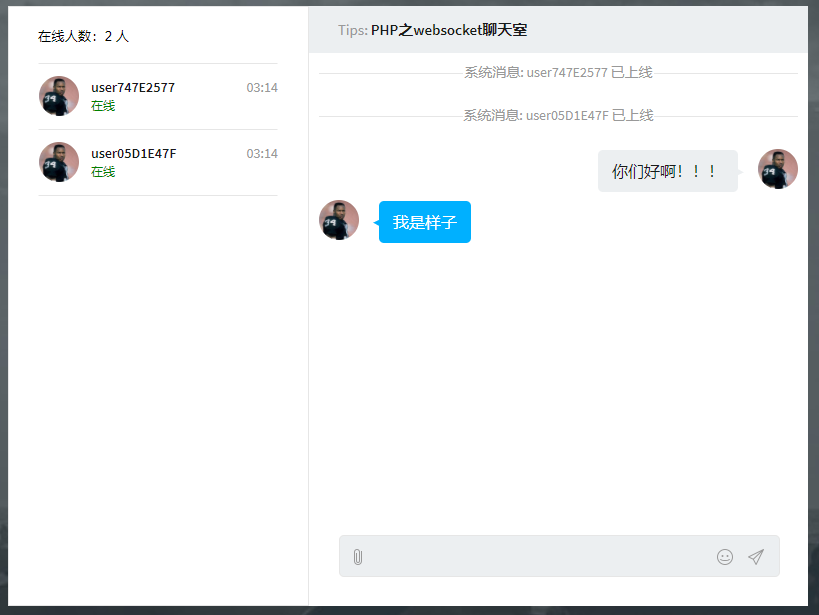 在线人数：2 人
user747E2577 03:14
在线
user05D1E47F 03:14
在线
Tips: PHP之websocket聊天室
系统消息: user747E2577 已上线
系统消息: user05D1E47F 已上线
你们好啊！！！
我是样子